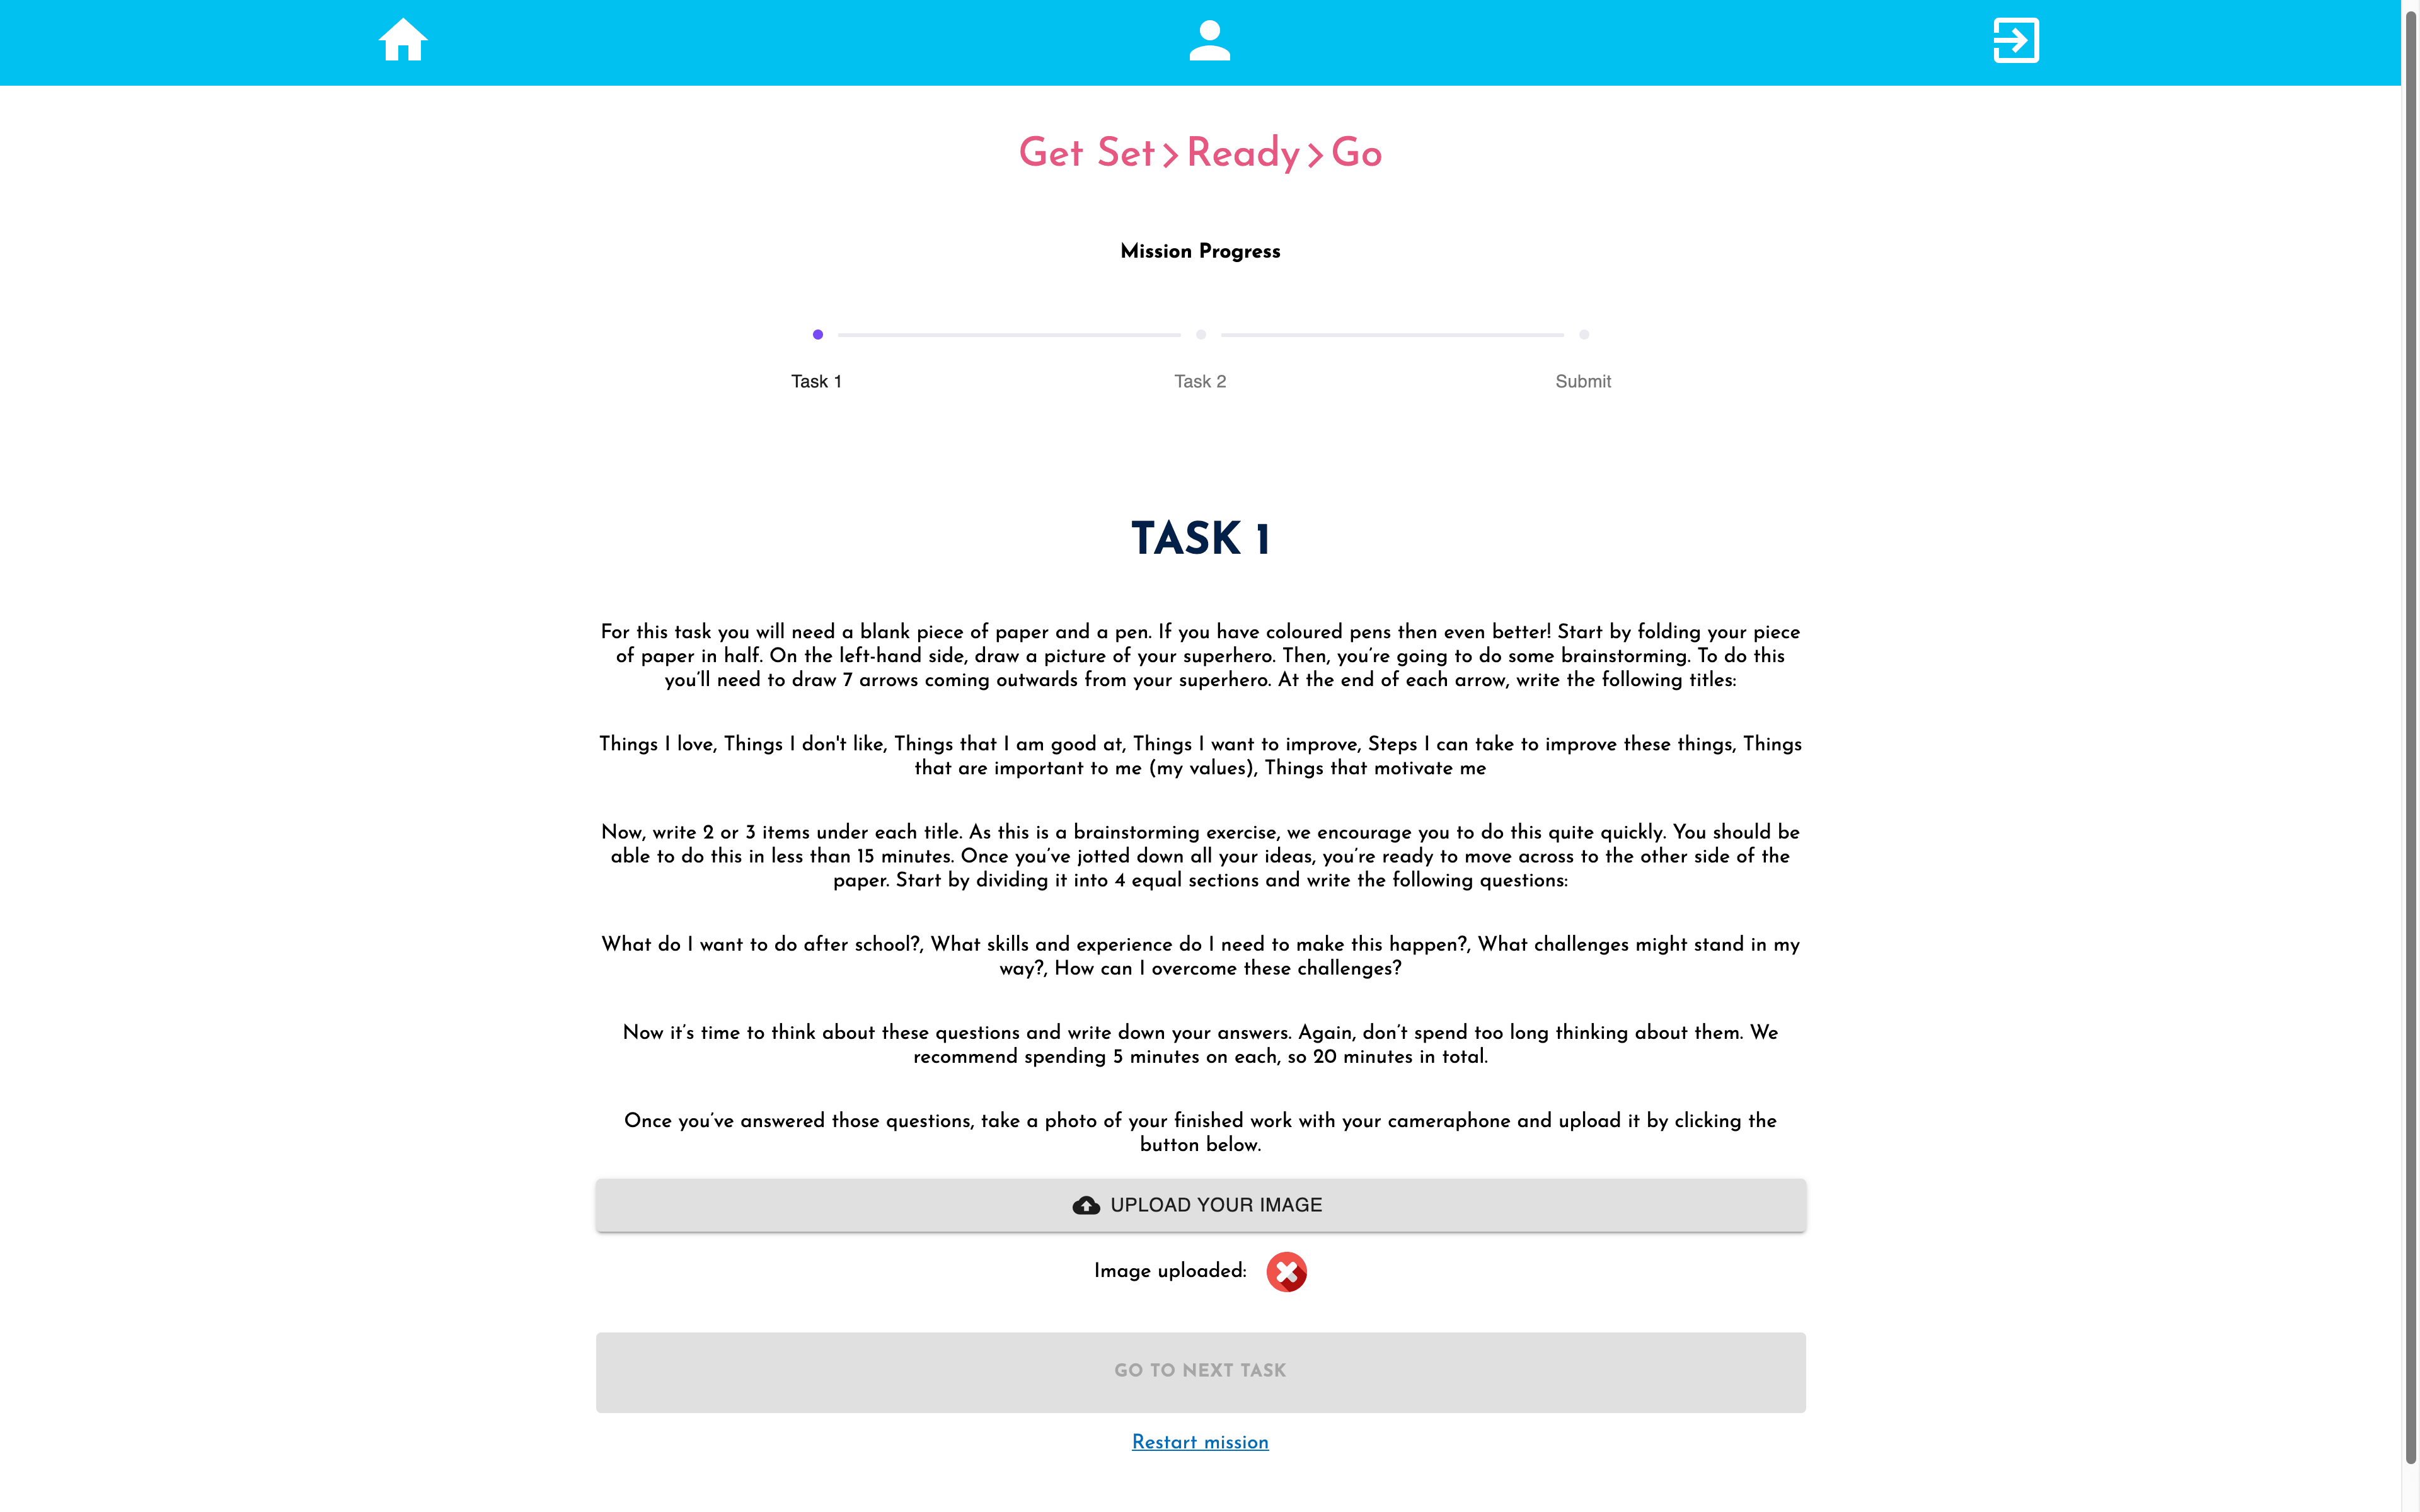 Get Set > Ready > Go
Mission Progress
Task 1
Task 2
Submit
TASK 1
For this task you will need a blank piece of paper and a pen. If you have coloured pens then even better! Start by folding your piece
of paper in half. On the left-hand side, draw a picture of your superhero. Then, you’re going to do some brainstorming. To do this
you’ll need to draw 7 arrows coming outwards from your superhero. At the end of each arrow, write the following titles:
Things I love, Things I don't like, Things that I am good at, Things I want to improve, Steps I can take to improve these things, Things
that are important to me (my values), Things that motivate me
Now, write 2 or 3 items under each title. As this is a brainstorming exercise, we encourage you to do this quite quickly. You should be
able to do this in less than 15 minutes. Once you’ve jotted down all your ideas, you’re ready to move across to the other side of the
paper. Start by dividing it into 4 equal sections and write the following questions:
What do I want to do after school?, What skills and experience do I need to make this happen?, What challenges might stand in my
way?, How can I overcome these challenges?
Now it’s time to think about these questions and write down your answers. Again, don’t spend too long thinking about them. We
recommend spending 5 minutes on each, so 20 minutes in total.
Once you’ve answered those questions, take a photo of your finished work with your cameraphone and upload it by clicking the
button below.
UPLOAD YOUR IMAGE
Image uploaded:
GO TO NEXT TASK
Restart mission